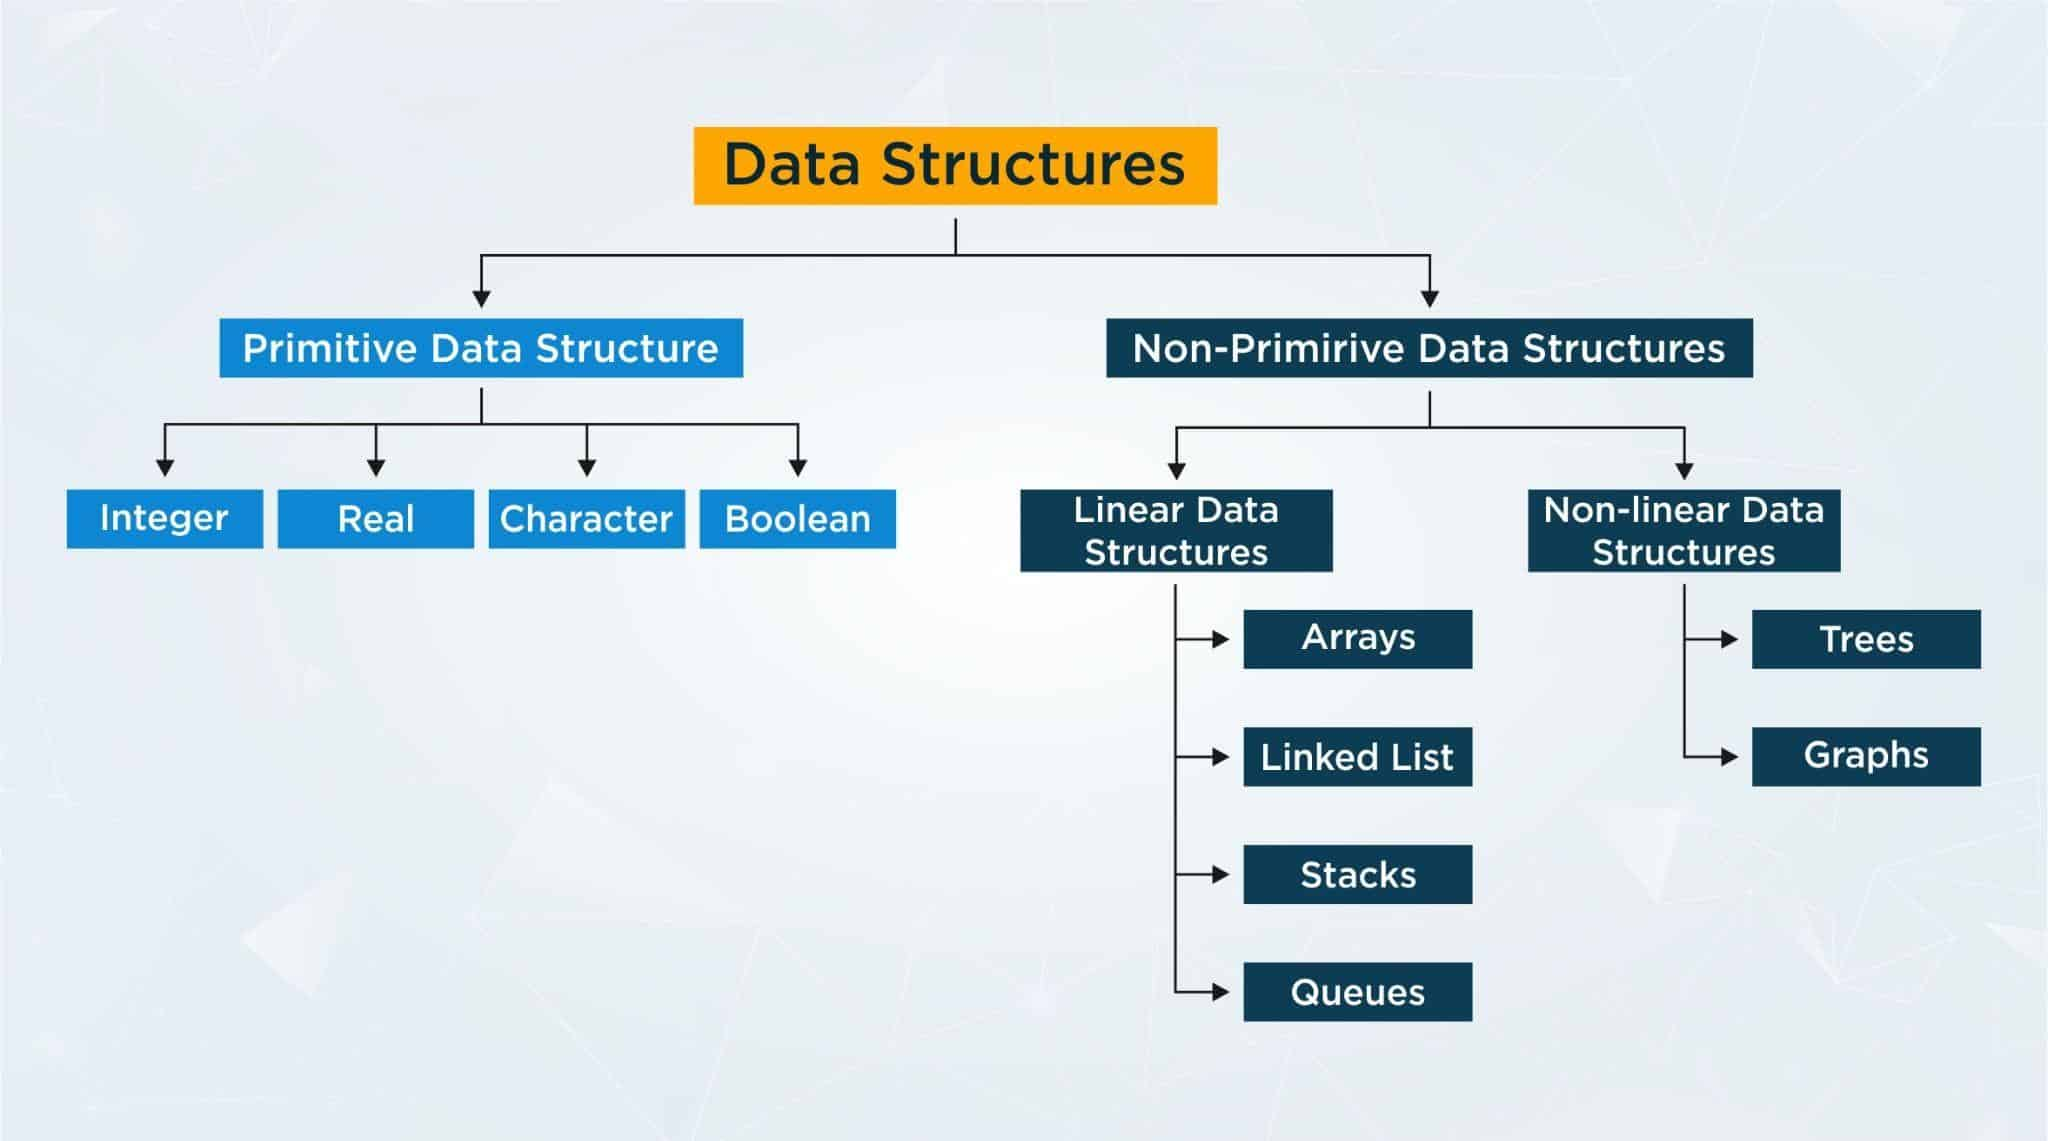 Data Structures
Primitive Data Structure
Non-Primirive Data Structures
Integer
Real
Character
Boolean
Linear Data
Structures
Non-linear Data
Structures
Arrays
Linked List
Stacks
Queues
Trees
Graphs